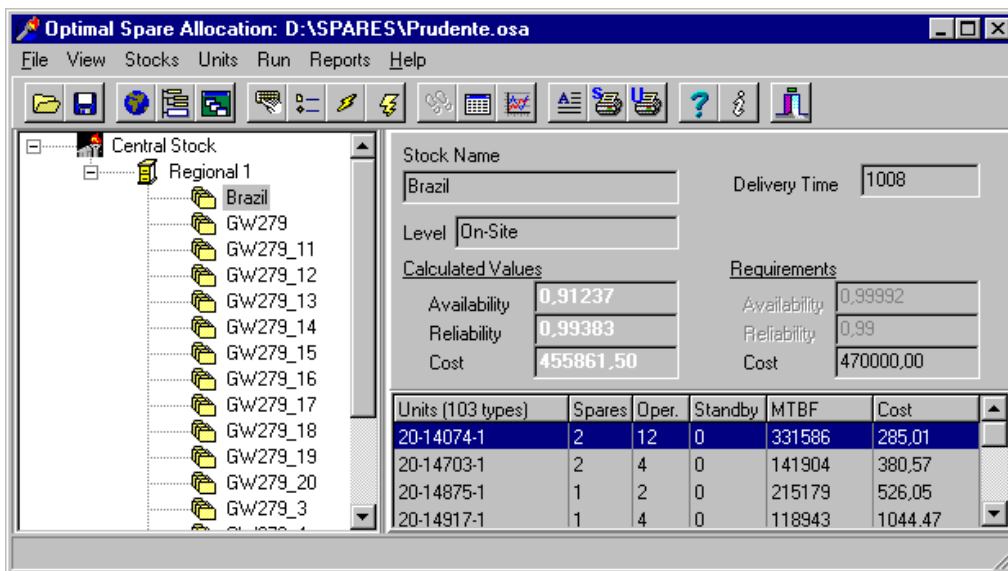 Optimal Spare Allocation: D:\SPARES\Prudente.osa
File View Stocks Units Run Reports Help
Central Stock
Regional 1
Brazil
GW279
GW279_11
GW279_12
GW279_13
GW279_14
GW279_15
GW279_16
GW279_17
GW279_18
GW279_19
GW279_20
GW279_3
Stock Name
Brazil
Delivery Time 1008
Level On-Site
Calculated Values
Availability 0,91237
Reliability 0,99383
Cost 455861,50
Requirements
Availability 0,99992
Reliability 0,99
Cost 470000,00
Units (103 types) Spares Oper. Standby MTBF Cost
20-14074-1 2 12 0 331586 285,01
20-14703-1 2 4 0 141904 380,57
20-14875-1 1 2 0 215179 526,05
20-14917-1 1 4 0 118943 1044,47